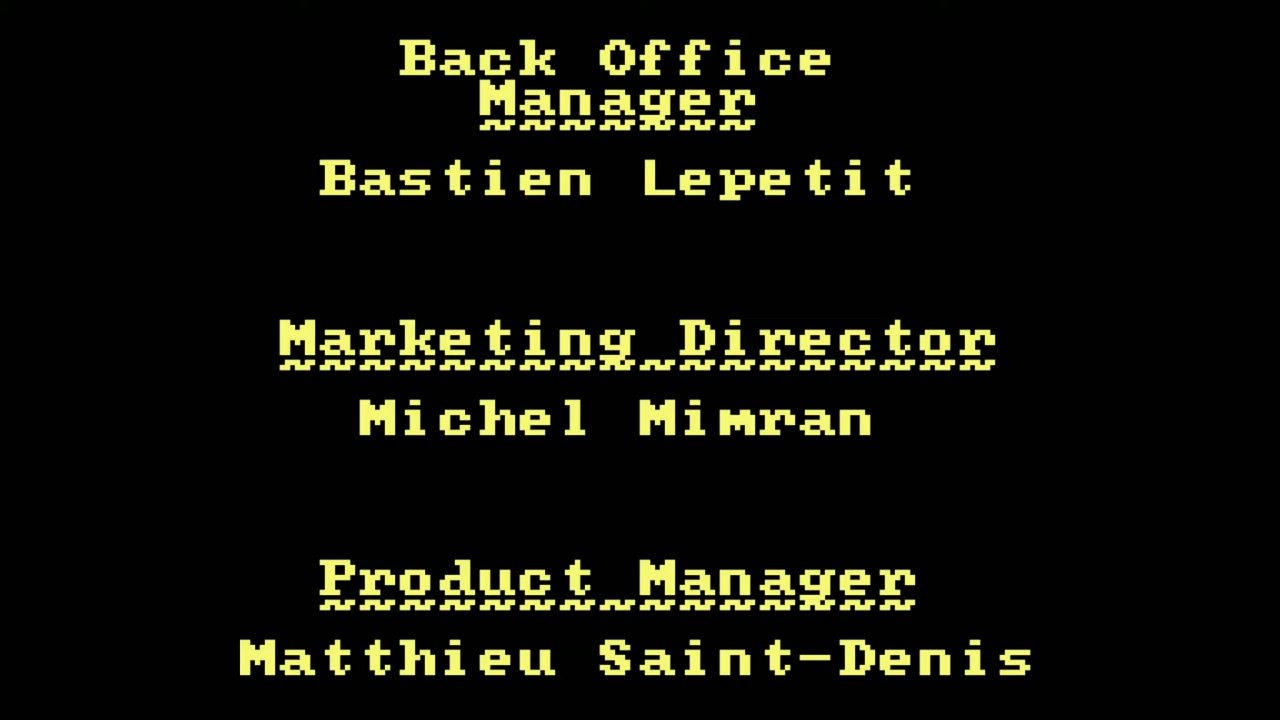 Back Office
Manager
Bastien Lepetit
Marketing Director
Michel Mimran
Product Manager
Matthieu Saint-Denis